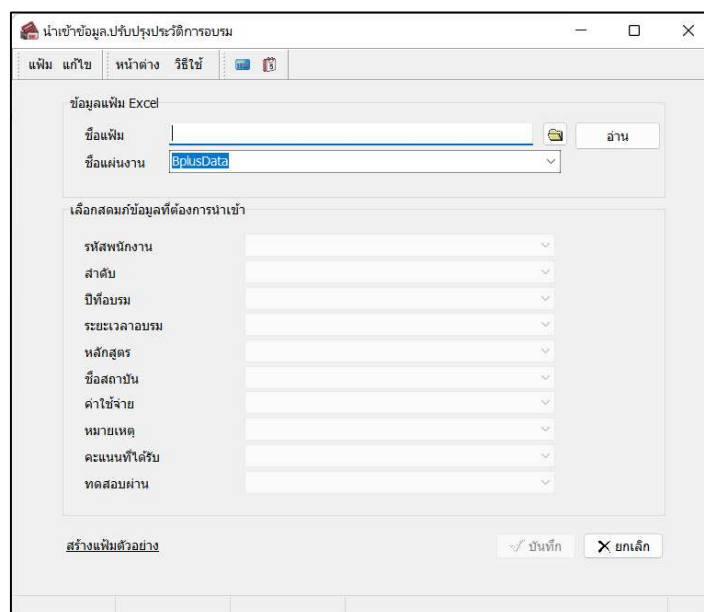 นำเข้าข้อมูล.ปรับปรุงประวัติการอบรม
แฟ้ม แก้ไข หน้าต่าง วิธีใช้
ข้อมูลแฟ้ม Excel
ชื่อแฟ้ม อ่าน
ชื่อแผ่นงาน BplusData
เลือกสดมภ์ข้อมูลที่ต้องการนำเข้า
รหัสพนักงาน
ลำดับ
ปีที่อบรม
ระยะเวลาอบรม
หลักสูตร
ชื่อสถาบัน
ค่าใช้จ่าย
หมายเหตุ
คะแนนที่ได้รับ
ทดสอบผ่าน
สร้างแฟ้มตัวอย่าง บันทึก ยกเลิก